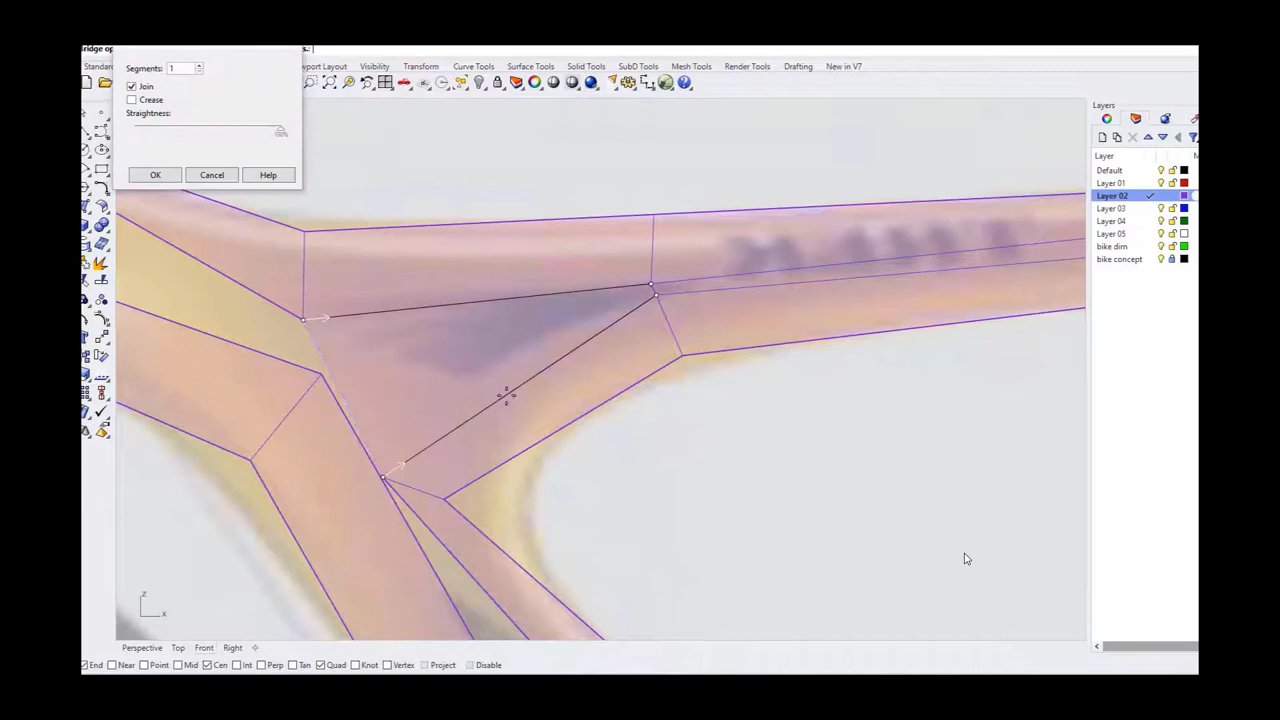 Bridge op
Segments: 1
Join
Crease
Straightness:
100%
OK
Cancel
Help
Standar
wport Layout
Visibility
Transform
Curve Tools
Surface Tools
Solid Tools
SubD Tools
Mesh Tools
Render Tools
Drafting
New in V7
Layers
Layer
M
Default
Layer 01
Layer 02
Layer 03
Layer 04
Layer 05
bike dim
bike concept
z
x
Perspective
Top
Front
Right
End
Near
Point
Mid
Cen
Int
Perp
Tan
Quad
Knot
Vertex
Project
Disable